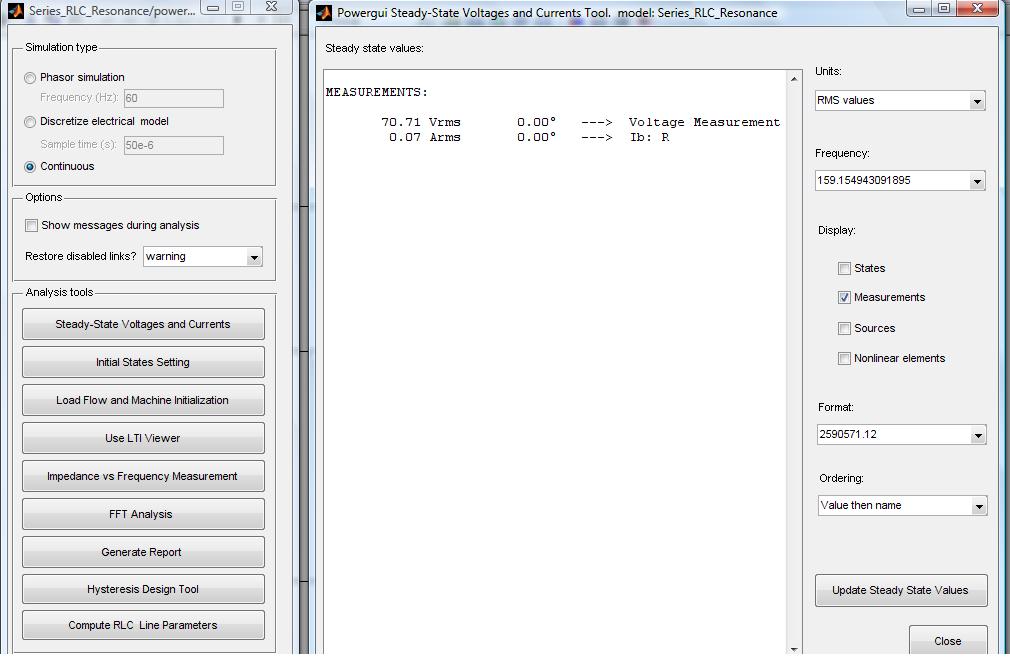 Series_RLC_Resonance/power...
Simulation type
Phasor simulation
Frequency (Hz): 60
Discretize electrical model
Sample time (s): 50e-6
Continuous
Options
Show messages during analysis
Restore disabled links? warning
Analysis tools
Steady-State Voltages and Currents
Initial States Setting
Load Flow and Machine Initialization
Use LTI Viewer
Impedance vs Frequency Measurement
FFT Analysis
Generate Report
Hysteresis Design Tool
Compute RLC Line Parameters
Powergui Steady-State Voltages and Currents Tool. model: Series_RLC_Resonance
Steady state values:
MEASUREMENTS:
70.71 Vrms 0.00° ---> Voltage Measurement
0.07 Arms 0.00° ---> Ib: R
Units:
RMS values
Frequency:
159.154943091895
Display:
States
Measurements
Sources
Nonlinear elements
Format:
2590571.12
Ordering:
Value then name
Update Steady State Values
Close